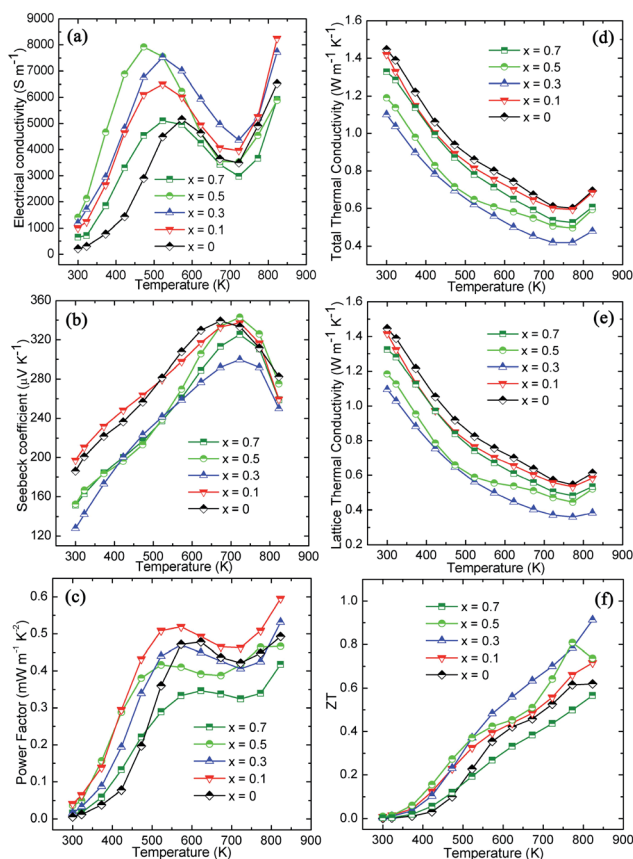 (a)
Electrical conductivity (S m⁻¹)
9000
8000
7000
6000
5000
4000
3000
2000
1000
0
x = 0.7
x = 0.5
x = 0.3
x = 0.1
x = 0
300 400 500 600 700 800 900
Temperature (K)
(d)
Total Thermal Conductivity (W m⁻¹ K⁻¹)
1.6
1.4
1.2
1.0
0.8
0.6
0.4
x = 0.7
x = 0.5
x = 0.3
x = 0.1
x = 0
300 400 500 600 700 800 900
Temperature (K)
(b)
Seebeck coefficient (μV K⁻¹)
360
320
280
240
200
160
120
x = 0.7
x = 0.5
x = 0.3
x = 0.1
x = 0
300 400 500 600 700 800 900
Temperature (K)
(e)
Lattice Thermal Conductivity (W m⁻¹ K⁻¹)
1.6
1.4
1.2
1.0
0.8
0.6
0.4
0.2
x = 0.7
x = 0.5
x = 0.3
x = 0.1
x = 0
300 400 500 600 700 800 900
Temperature (K)
(c)
Power Factor (mW m⁻¹ K⁻²)
0.6
0.5
0.4
0.3
0.2
0.1
0.0
x = 0.7
x = 0.5
x = 0.3
x = 0.1
x = 0
300 400 500 600 700 800 900
Temperature (K)
(f)
ZT
1.0
0.8
0.6
0.4
0.2
0.0
x = 0.7
x = 0.5
x = 0.3
x = 0.1
x = 0
300 400 500 600 700 800 900
Temperature (K)